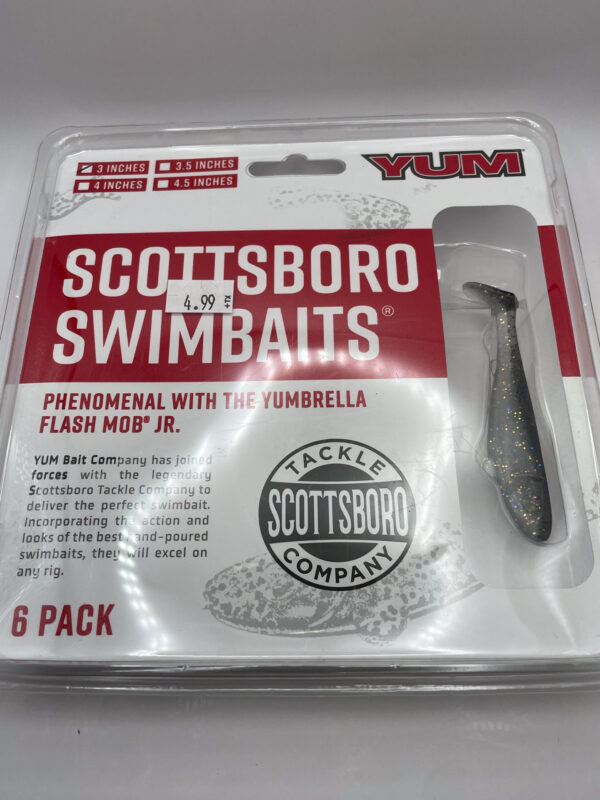 3 INCHES 3.5 INCHES
4 INCHES 4.5 INCHES
YUM
SCOTTSBORO
SWIMBAITS®
4.99 +TX
PHENOMENAL WITH THE YUMBRELLA
FLASH MOB® JR.
YUM Bait Company has joined
forces with the legendary
Scottsboro Tackle Company to
deliver the perfect swimbait.
Incorporating the action and
looks of the best hand-poured
swimbaits, they will excel on
any rig.
TACKLE
SCOTTSBORO
COMPANY
6 PACK